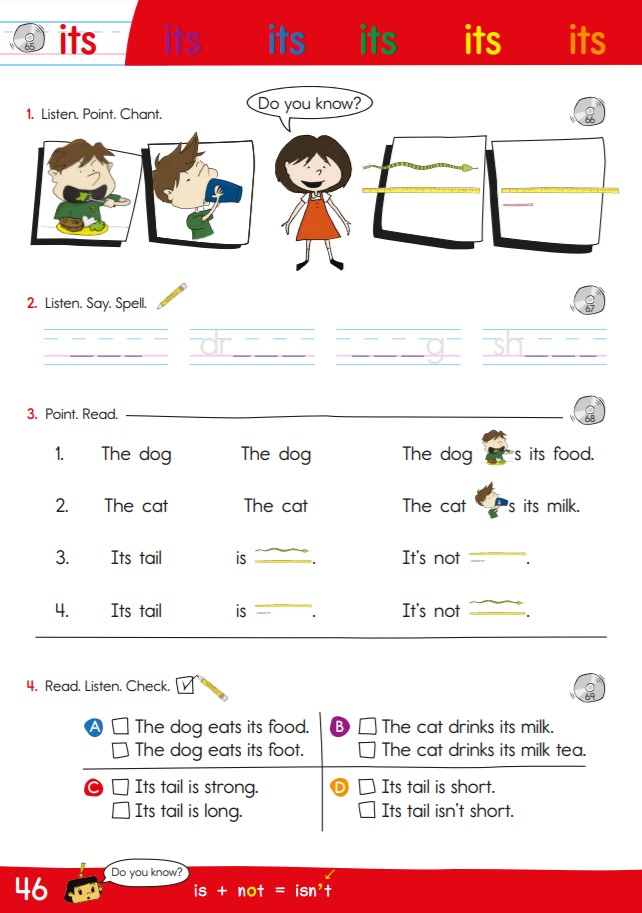 65 its its its its its its
1. Listen. Point. Chant.
Do you know?
66
2. Listen. Say. Spell.
67
_ _ _ _ dr_ _ _ _ _ _ _ _g sh_ _ _ _
3. Point. Read.
68
1. The dog The dog The dog s its food.
2. The cat The cat The cat s its milk.
3. Its tail is . It's not .
4. Its tail is . It's not .
4. Read. Listen. Check.
69
A The dog eats its food.
The dog eats its foot.
B The cat drinks its milk.
The cat drinks its milk tea.
C Its tail is strong.
Its tail is long.
D Its tail is short.
Its tail isn't short.
46 ! Do you know? is + not = isn't